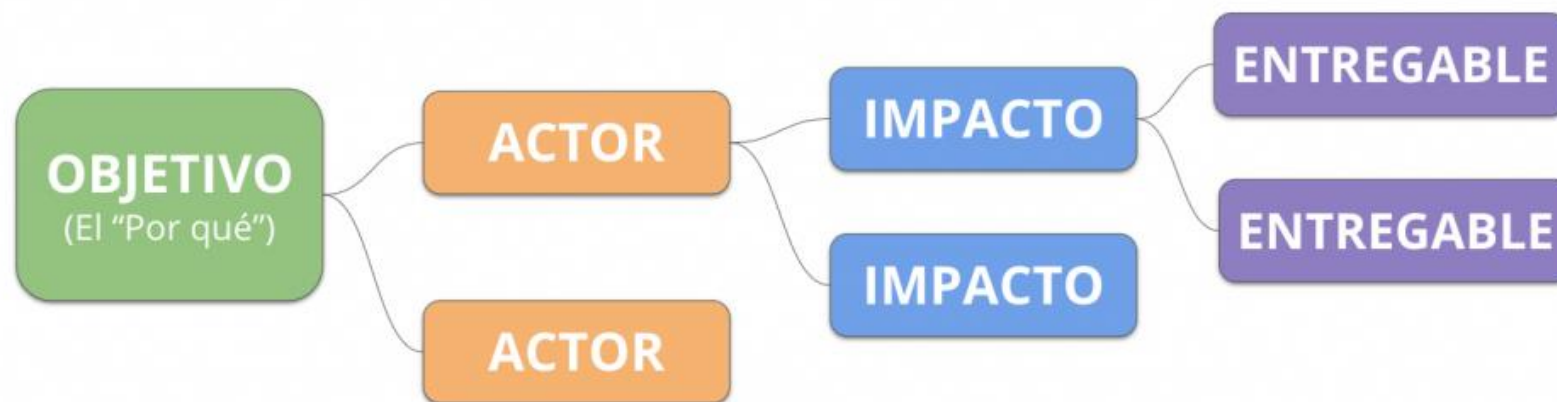 OBJETIVO
(El “Por qué”)
ACTOR
ACTOR
IMPACTO
IMPACTO
ENTREGABLE
ENTREGABLE